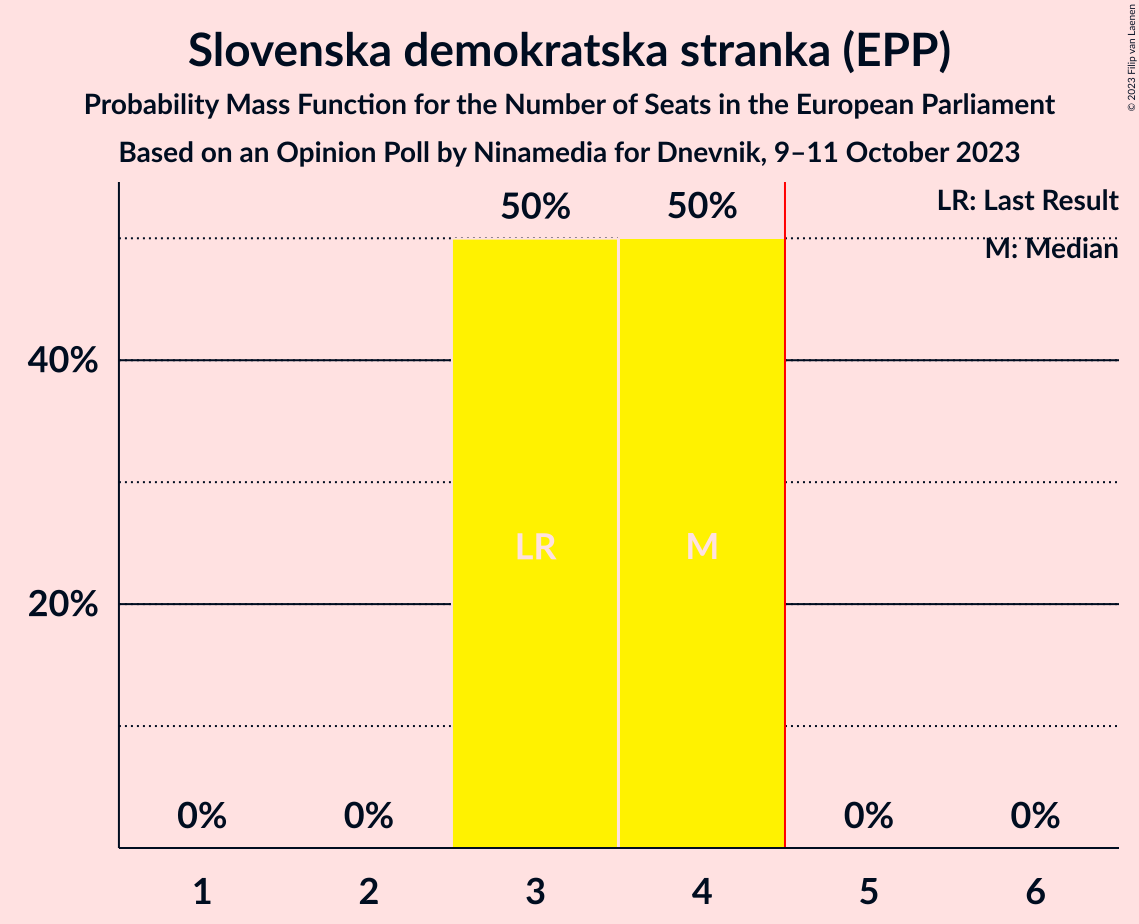 Slovenska demokratska stranka (EPP)
Probability Mass Function for the Number of Seats in the European Parliament
Based on an Opinion Poll by Ninamedia for Dnevnik, 9–11 October 2023
© 2023 Filip van Laenen
LR: Last Result
M: Median
50% 50%
40%
LR M
20%
0% 0% 0% 0%
1 2 3 4 5 6